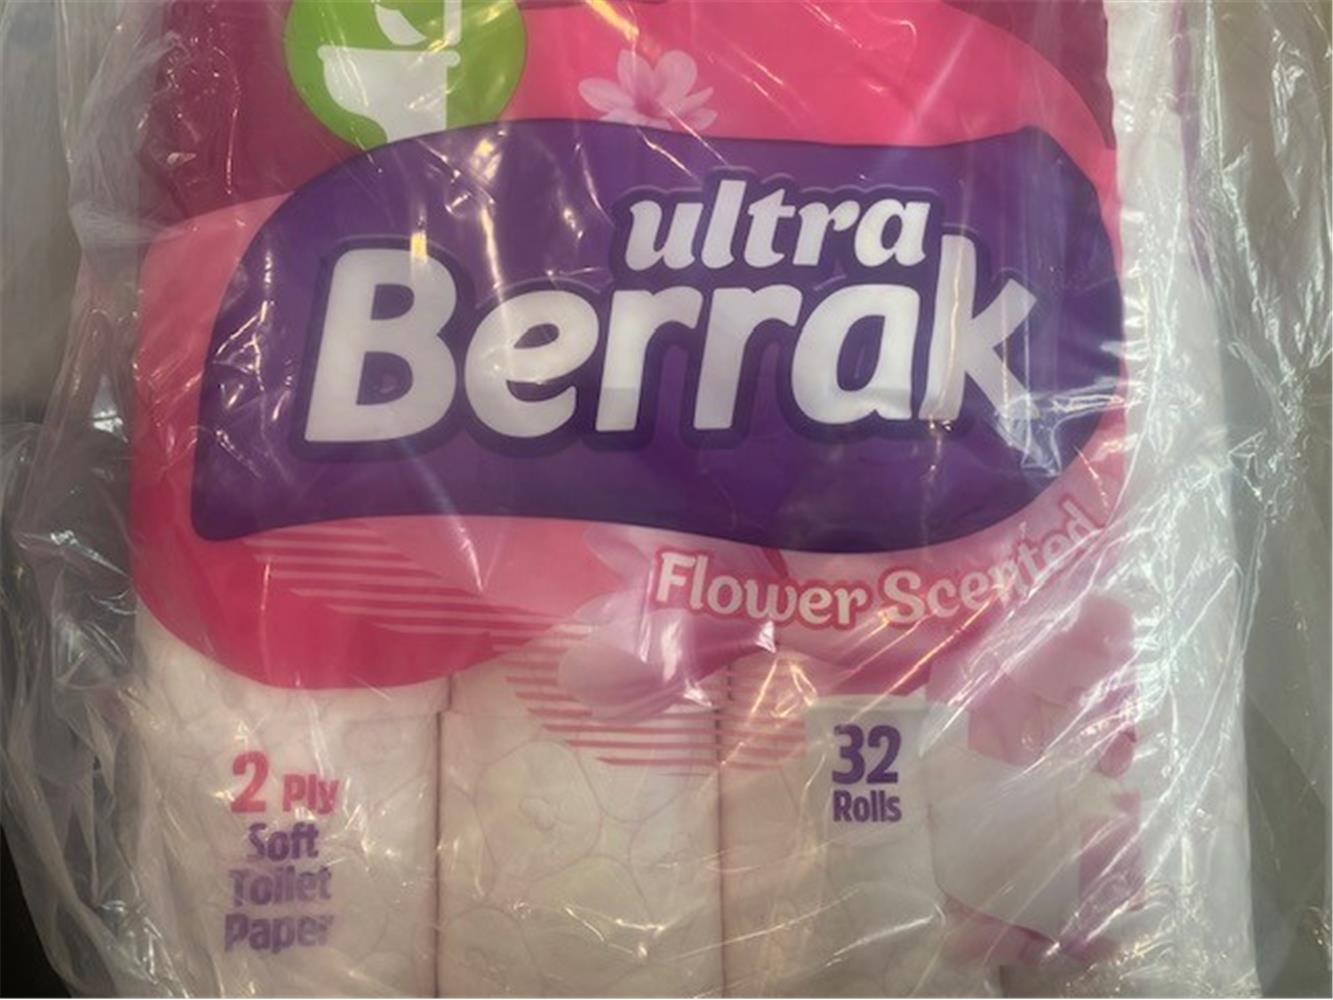 ultra
Berrak
Flower Scented
32
Rolls
2 Ply
Soft
Toilet
Paper